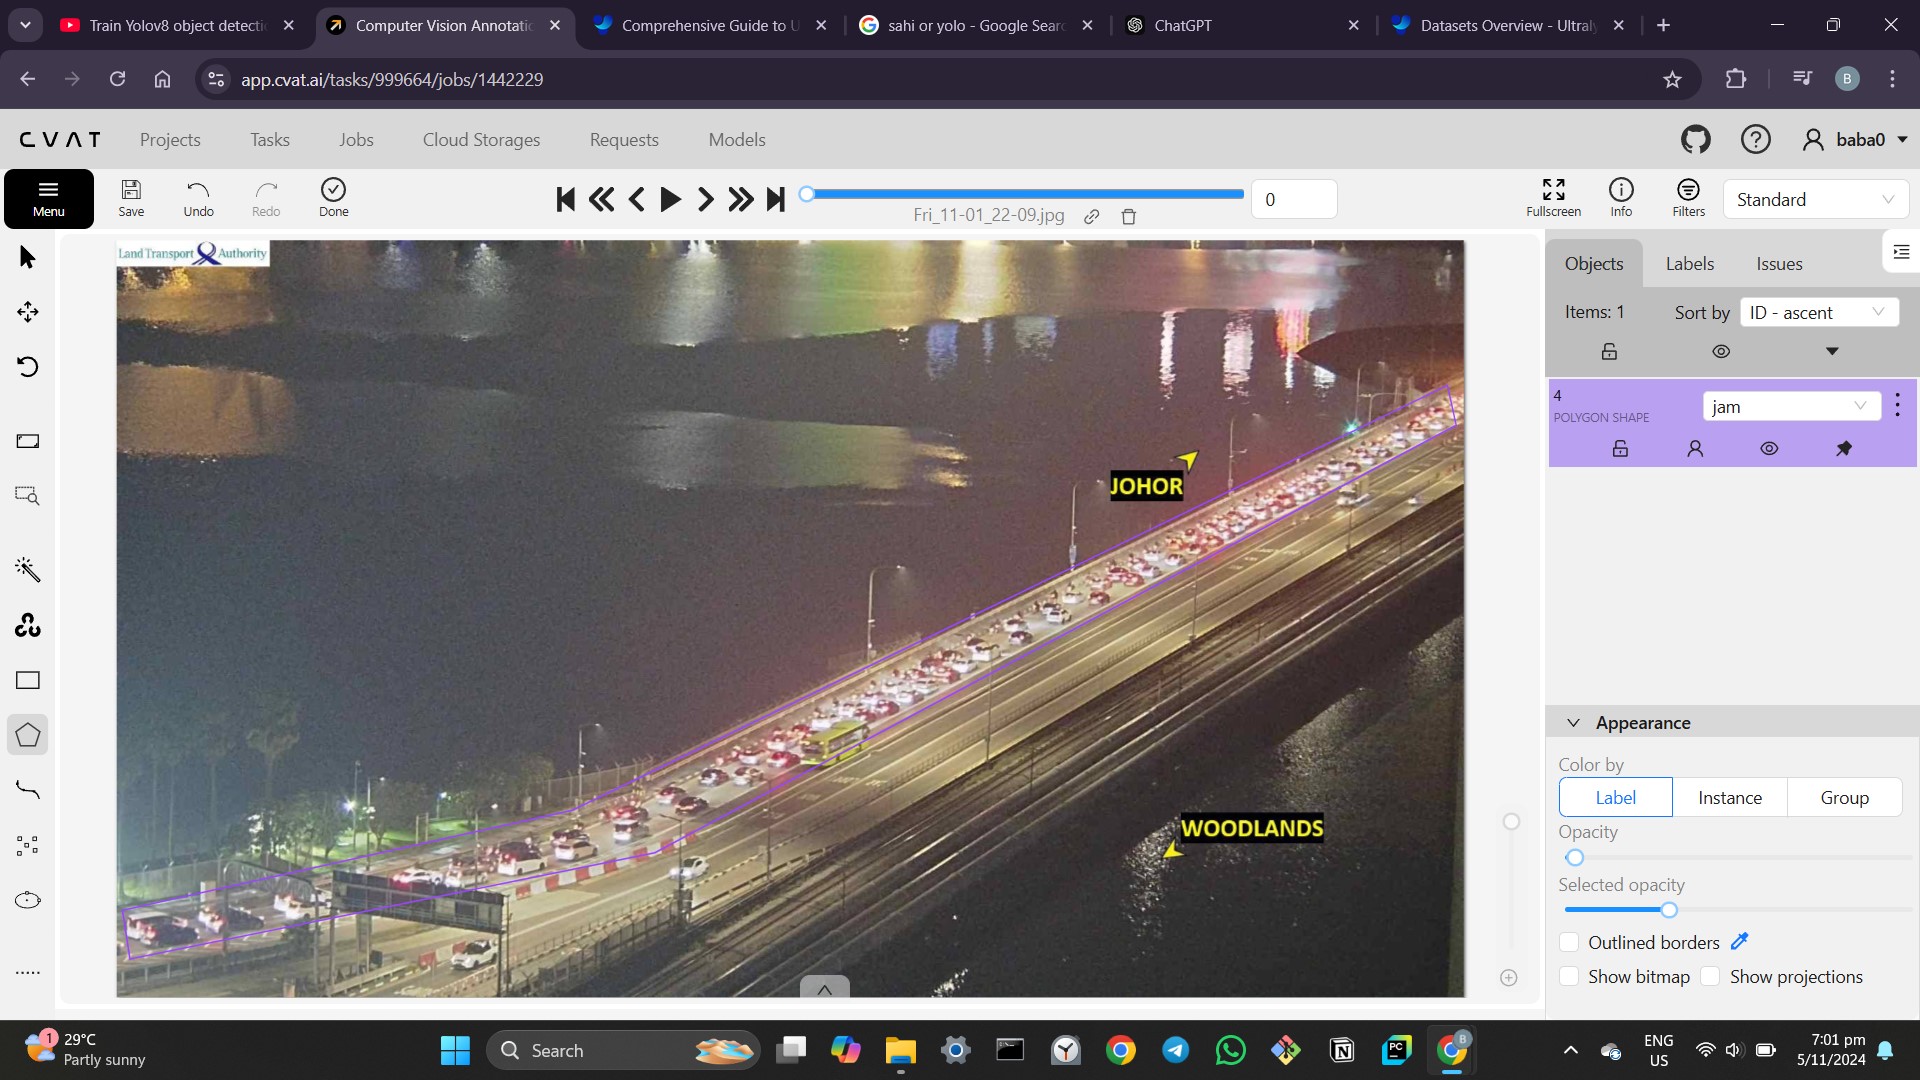 Train Yolov8 object detecti
Computer Vision Annotatio
Comprehensive Guide to U
sahi or yolo - Google Searc
ChatGPT
Datasets Overview - Ultraly
app.cvat.ai/tasks/999664/jobs/1442229
B
CVAT
Projects
Tasks
Jobs
Cloud Storages
Requests
Models
baba0
Menu
Save
Undo
Redo
Done
Fri_11-01_22-09.jpg
0
Fullscreen
Info
Filters
Standard
Land Transport Authority
JOHOR
WOODLANDS
Objects
Labels
Issues
Items: 1
Sort by
ID - ascent
4
POLYGON SHAPE
jam
Appearance
Color by
Label
Instance
Group
Opacity
Selected opacity
Outlined borders
Show bitmap
Show projections
1
29°C
Partly sunny
Search
PC
B
ENG
US
7:01 pm
5/11/2024